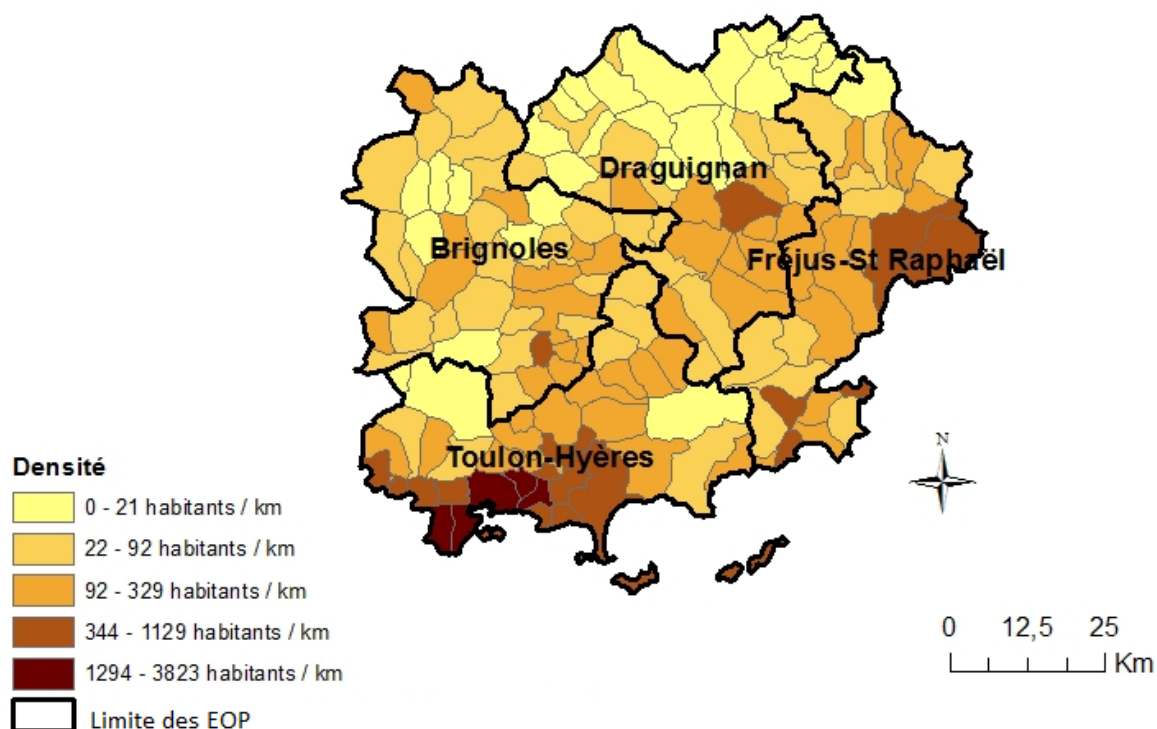 Draguignan
Brignoles
Fréjus-St Raphaël
Toulon-Hyères
N
Densité
0 - 21 habitants / km
22 - 92 habitants / km
92 - 329 habitants / km
344 - 1129 habitants / km
1294 - 3823 habitants / km
Limite des EOP
0 12,5 25
Km